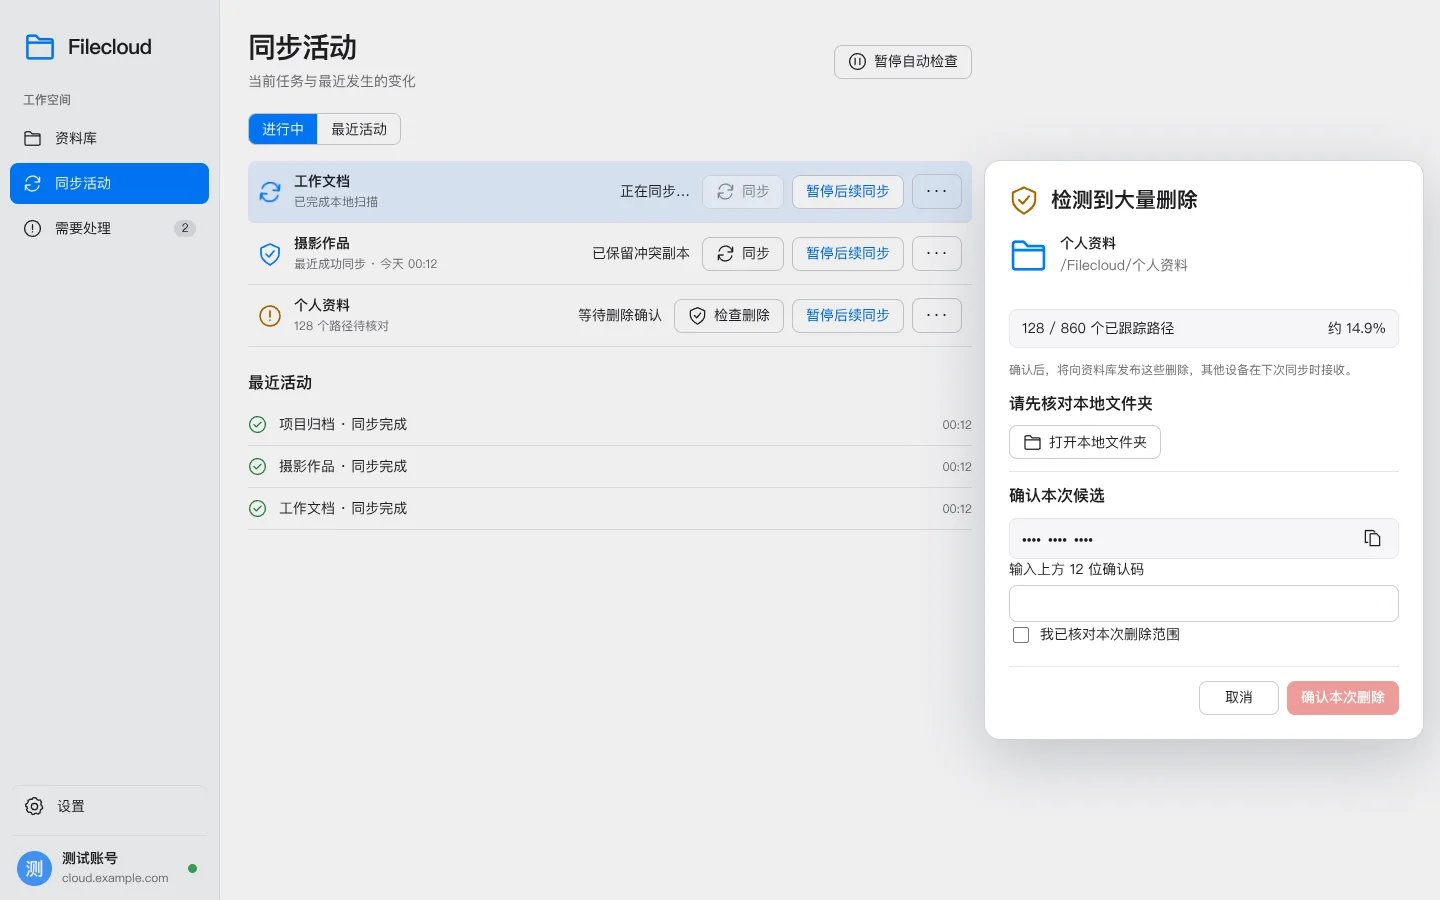 Filecloud
工作空间
资料库
同步活动
需要处理 2
设置
测
测试账号
cloud.example.com
同步活动
当前任务与最近发生的变化
暂停自动检查
进行中 最近活动
工作文档
已完成本地扫描
正在同步... 同步 暂停后续同步 ···
摄影作品
最近成功同步 · 今天 00:12
已保留冲突副本 同步 暂停后续同步 ···
个人资料
128 个路径待核对
等待删除确认 检查删除 暂停后续同步 ···
最近活动
项目归档 · 同步完成 00:12
摄影作品 · 同步完成 00:12
工作文档 · 同步完成 00:12
检测到大量删除
个人资料
/Filecloud/个人资料
128 / 860 个已跟踪路径 约 14.9%
确认后，将向资料库发布这些删除，其他设备在下次同步时接收。
请先核对本地文件夹
打开本地文件夹
确认本次候选
•••• •••• ••••
输入上方 12 位确认码
我已核对本次删除范围
取消 确认本次删除